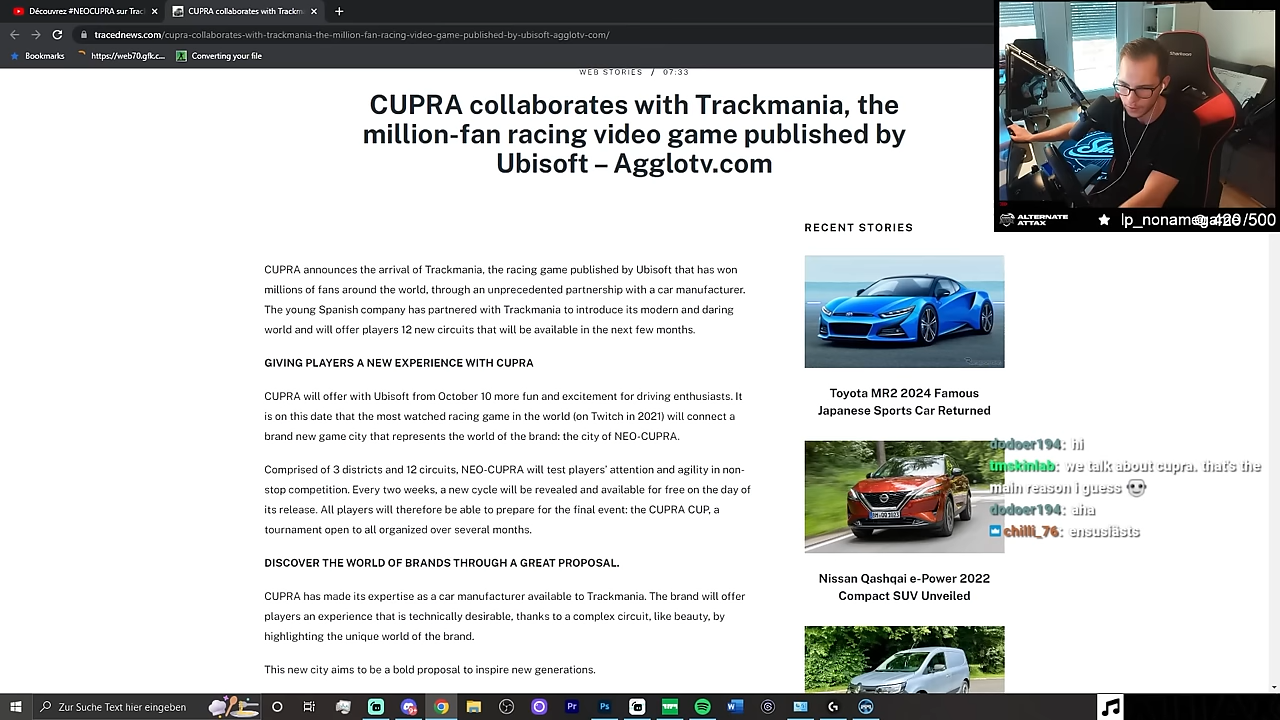 Découvrez #NEOCUPRA sur Trac
CUPRA collaborates with Trackm
tracednews.com/cupra-collaborates-with-trackmania-the-million-fan-racing-video-game-published-by-ubisoft-agglotv-com/
Bookmarks
https://web70.gfkc...
Converting your file
WEB STORIES / 07:33
CUPRA collaborates with Trackmania, the
million-fan racing video game published by
Ubisoft – Agglotv.com
CUPRA announces the arrival of Trackmania, the racing game published by Ubisoft that has won
millions of fans around the world, through an unprecedented partnership with a car manufacturer.
The young Spanish company has partnered with Trackmania to introduce its modern and daring
world and will offer players 12 new circuits that will be available in the next few months.
GIVING PLAYERS A NEW EXPERIENCE WITH CUPRA
CUPRA will offer with Ubisoft from October 10 more fun and excitement for driving enthusiasts. It
is on this date that the most watched racing game in the world (on Twitch in 2021) will connect a
brand new game city that represents the world of the brand: the city of NEO-CUPRA.
Comprised of 3 districts and 12 circuits, NEO-CUPRA will test players' attention and agility in non-
stop competition. Every two weeks, a new cycle will be revealed and available for free on the day of
its release. All players will therefore be able to prepare for the final event: the CUPRA CUP, a
tournament to be organized over several months.
DISCOVER THE WORLD OF BRANDS THROUGH A GREAT PROPOSAL.
CUPRA has made its expertise as a car manufacturer available to Trackmania. The brand will offer
players an experience that is technically desirable, thanks to a complex circuit, like beauty, by
highlighting the unique world of the brand.
This new city aims to be a bold proposal to inspire new generations.
RECENT STORIES
Toyota MR2 2024 Famous
Japanese Sports Car Returned
Nissan Qashqai e-Power 2022
Compact SUV Unveiled
Sharkoon
ALTERNATE
ATTAX
420/500
dodoer194: hi
tmskinlab: we talk about cupra. that's the
main reason i guess
dodoer194: aha
chilli_76: ensusiästs
Zur Suche Text hier eingeben